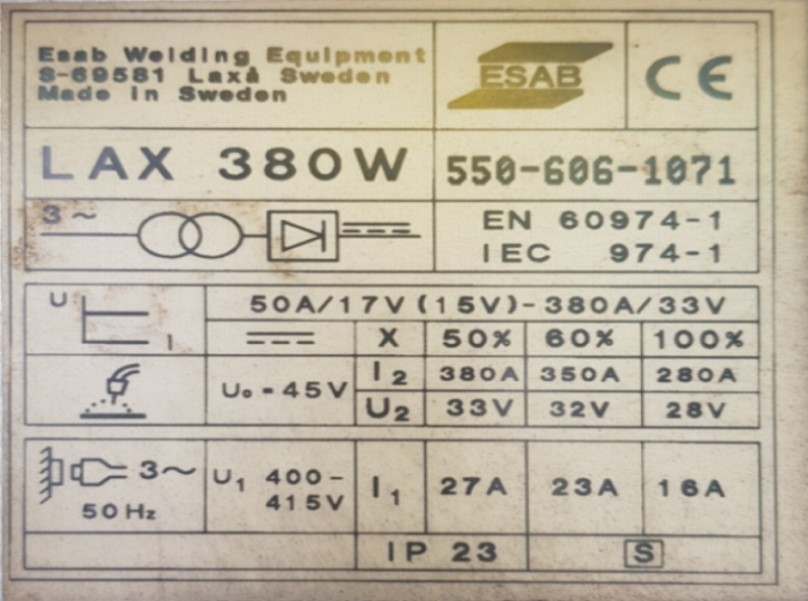 Esab Welding Equipment
S-69581 Laxå Sweden
Made in Sweden
ESAB
CE
LAX 380W
550-606-1071
3~
EN 60974-1
IEC 974-1
U
I
50A/17V(15V)-380A/33V
X 50% 60% 100%
U₀-45V
I₂ 380A 350A 280A
U₂ 33V 32V 28V
3~
50Hz
U₁ 400-
415V
I₁ 27A 23A 16A
IP 23
S